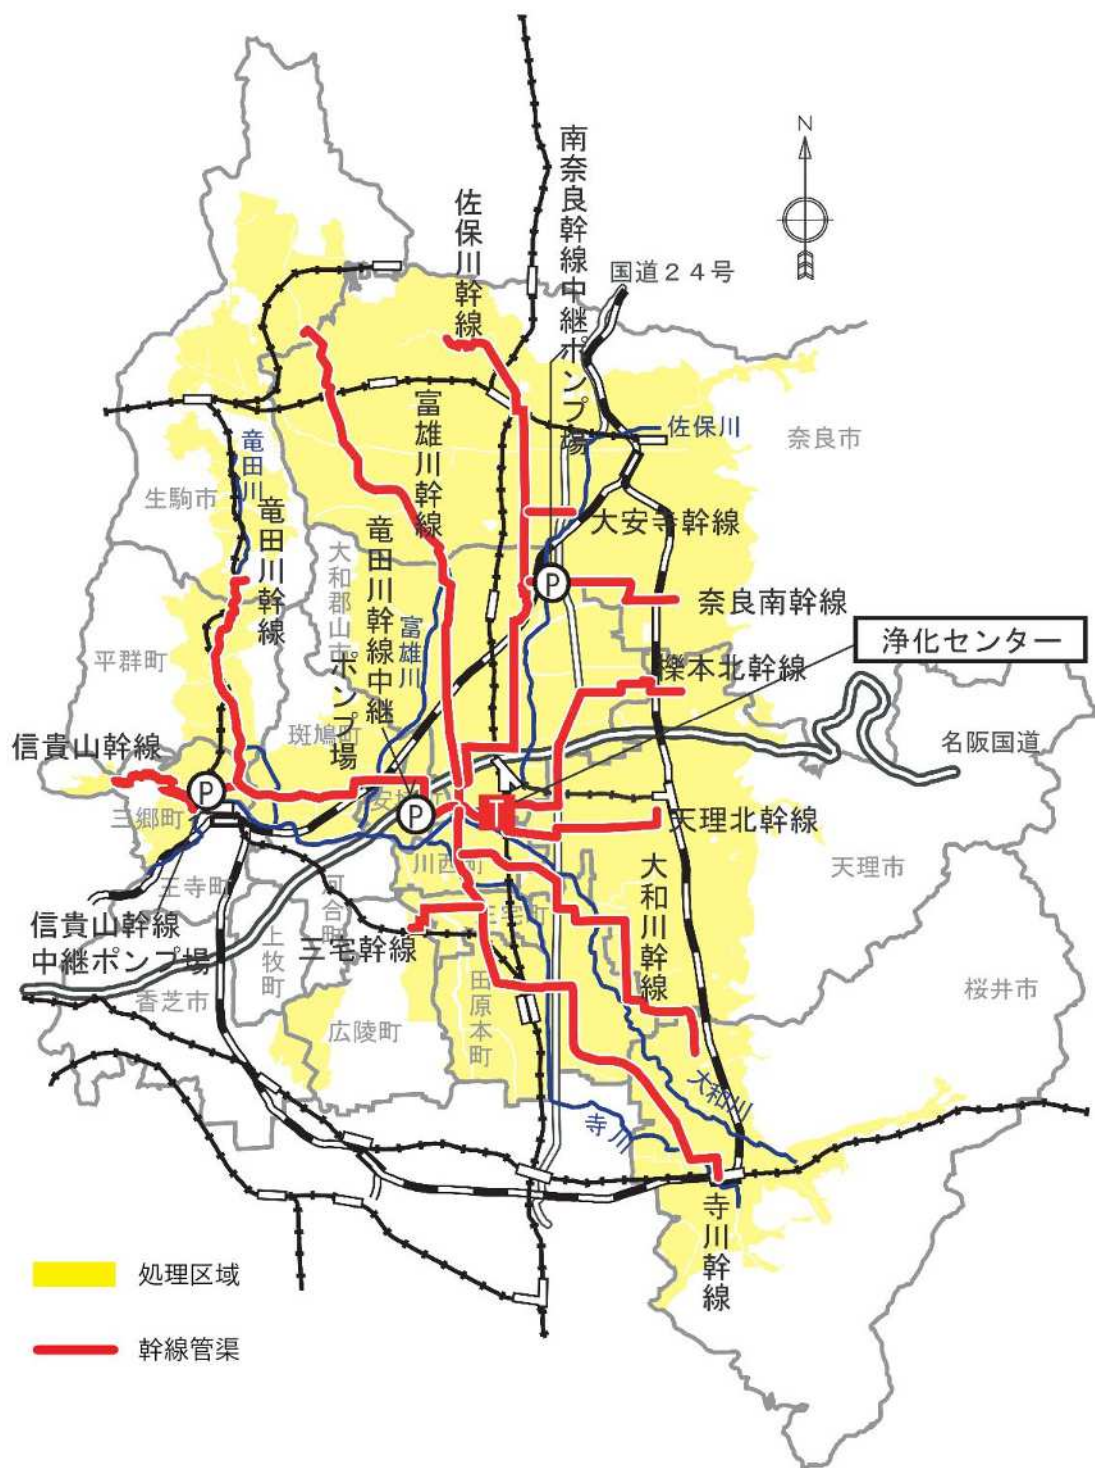 N
南奈良幹線中継ポンプ場
佐保川幹線
国道24号
佐保川
奈良市
富雄川幹線
竜田川
生駒市
竜田川幹線
大安寺幹線
大和郡山市
竜田川幹線中継
ポンプ場
富雄川
P
奈良南幹線
浄化センター
平群町
櫟本北幹線
斑鳩町
名阪国道
信貴山幹線
P
安堵町
P
T
三郷町
天理北幹線
川西町
天理市
王寺町
河合町
大和川幹線
信貴山幹線
中継ポンプ場
上牧町
三宅幹線
三宅町
香芝市
広陵町
田原本町
桜井市
大和川
寺川
寺川幹線
処理区域
幹線管渠